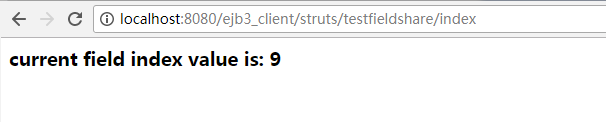 localhost:8080/ejb3_client/struts/testfieldshare/index
current field index value is: 9